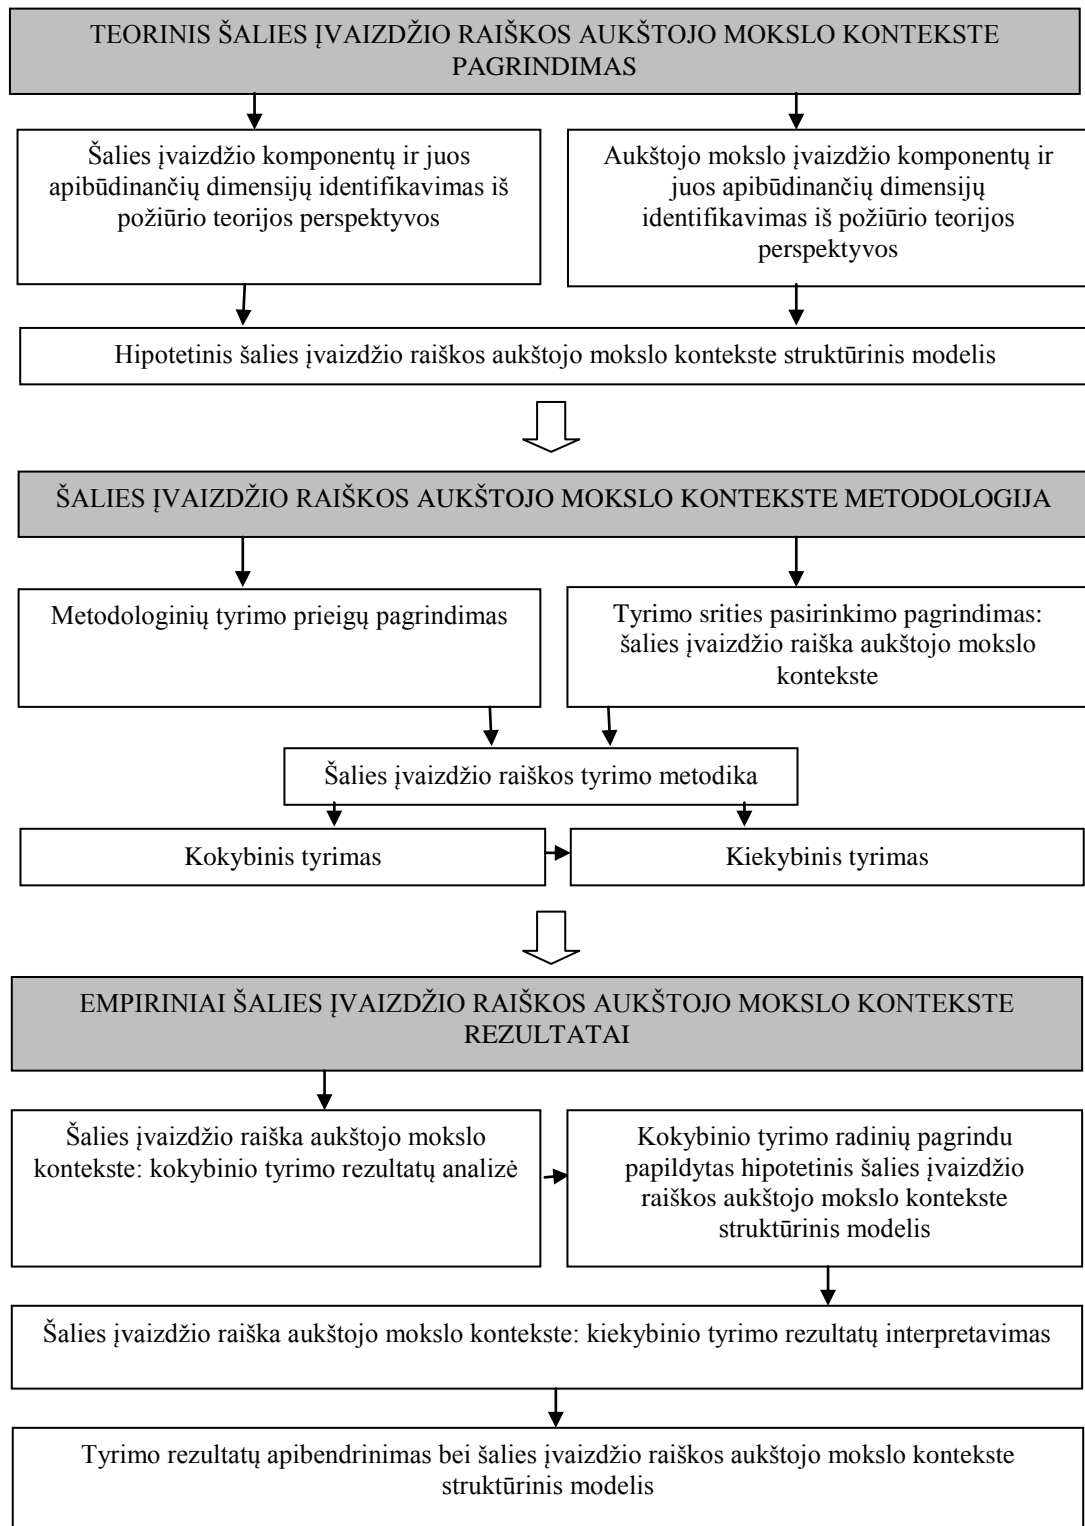 TEORINIS ŠALIES ĮVAIZDŽIO RAIŠKOS AUKŠTOJO MOKSLO KONTEKSTE
PAGRINDIMAS
Šalies įvaizdžio komponentų ir juos
apibūdinančių dimensijų identifikavimas iš
požiūrio teorijos perspektyvos
Aukštojo mokslo įvaizdžio komponentų ir
juos apibūdinančių dimensijų
identifikavimas iš požiūrio teorijos
perspektyvos
Hipotetinis šalies įvaizdžio raiškos aukštojo mokslo kontekste struktūrinis modelis
ŠALIES ĮVAIZDŽIO RAIŠKOS AUKŠTOJO MOKSLO KONTEKSTE METODOLOGIJA
Metodologinių tyrimo prieigų pagrindimas
Tyrimo srities pasirinkimo pagrindimas:
šalies įvaizdžio raiška aukštojo mokslo
kontekste
Šalies įvaizdžio raiškos tyrimo metodika
Kokybinis tyrimas
Kiekybinis tyrimas
EMPIRINIAI ŠALIES ĮVAIZDŽIO RAIŠKOS AUKŠTOJO MOKSLO KONTEKSTE
REZULTATAI
Šalies įvaizdžio raiška aukštojo mokslo
kontekste: kokybinio tyrimo rezultatų analizė
Kokybinio tyrimo radinių pagrindu
papildytas hipotetinis šalies įvaizdžio
raiškos aukštojo mokslo kontekste
struktūrinis modelis
Šalies įvaizdžio raiška aukštojo mokslo kontekste: kiekybinio tyrimo rezultatų interpretavimas
Tyrimo rezultatų apibendrinimas bei šalies įvaizdžio raiškos aukštojo mokslo kontekste
struktūrinis modelis